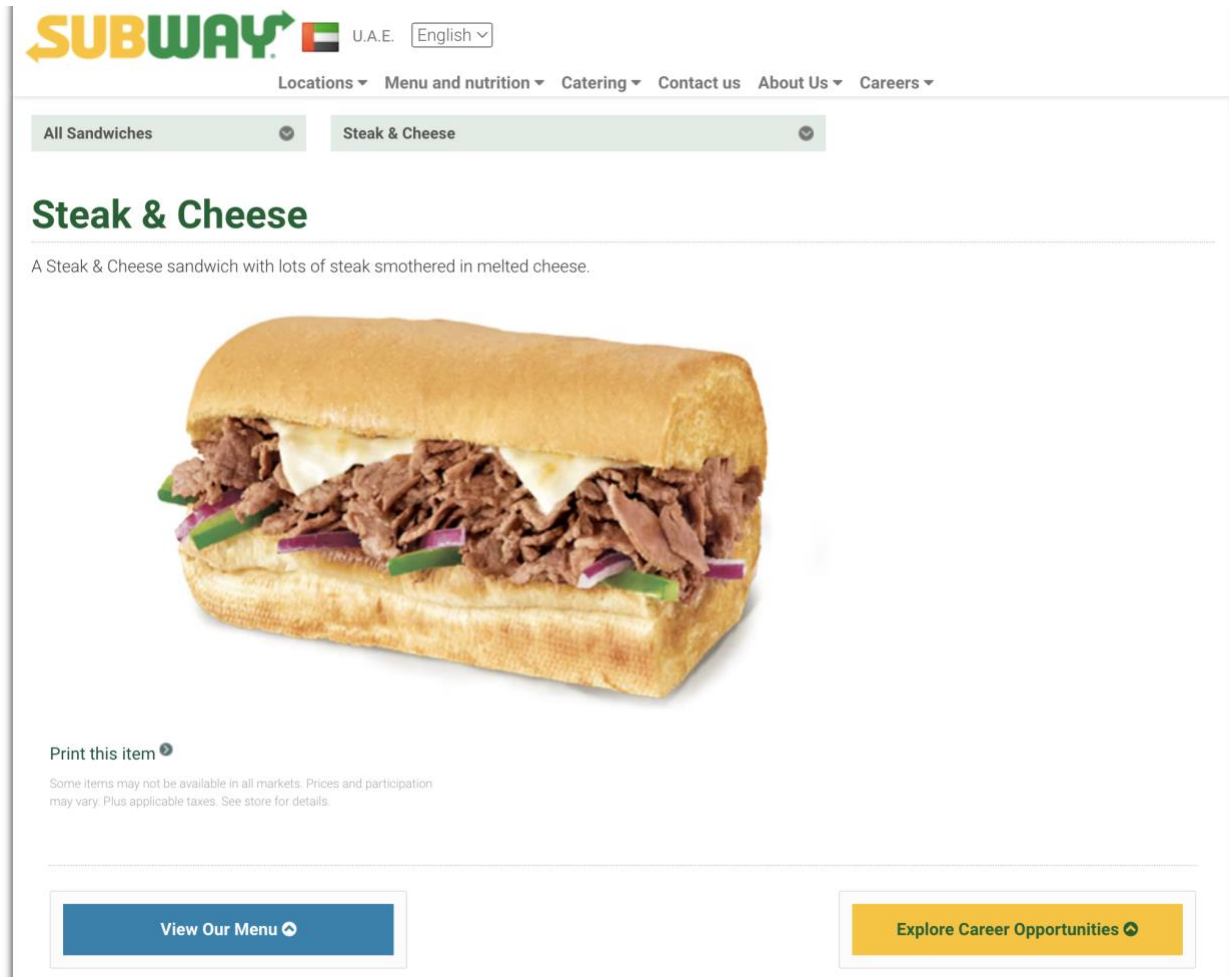 SUBWAY®
U.A.E. English
Locations Menu and nutrition Catering Contact us About Us Careers
All Sandwiches Steak & Cheese
Steak & Cheese
A Steak & Cheese sandwich with lots of steak smothered in melted cheese.
Print this item
Some items may not be available in all markets. Prices and participation
may vary. Plus applicable taxes. See store for details.
View Our Menu Explore Career Opportunities